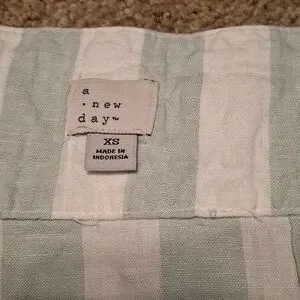 a
· new
day™
XS
MADE IN
INDONESIA